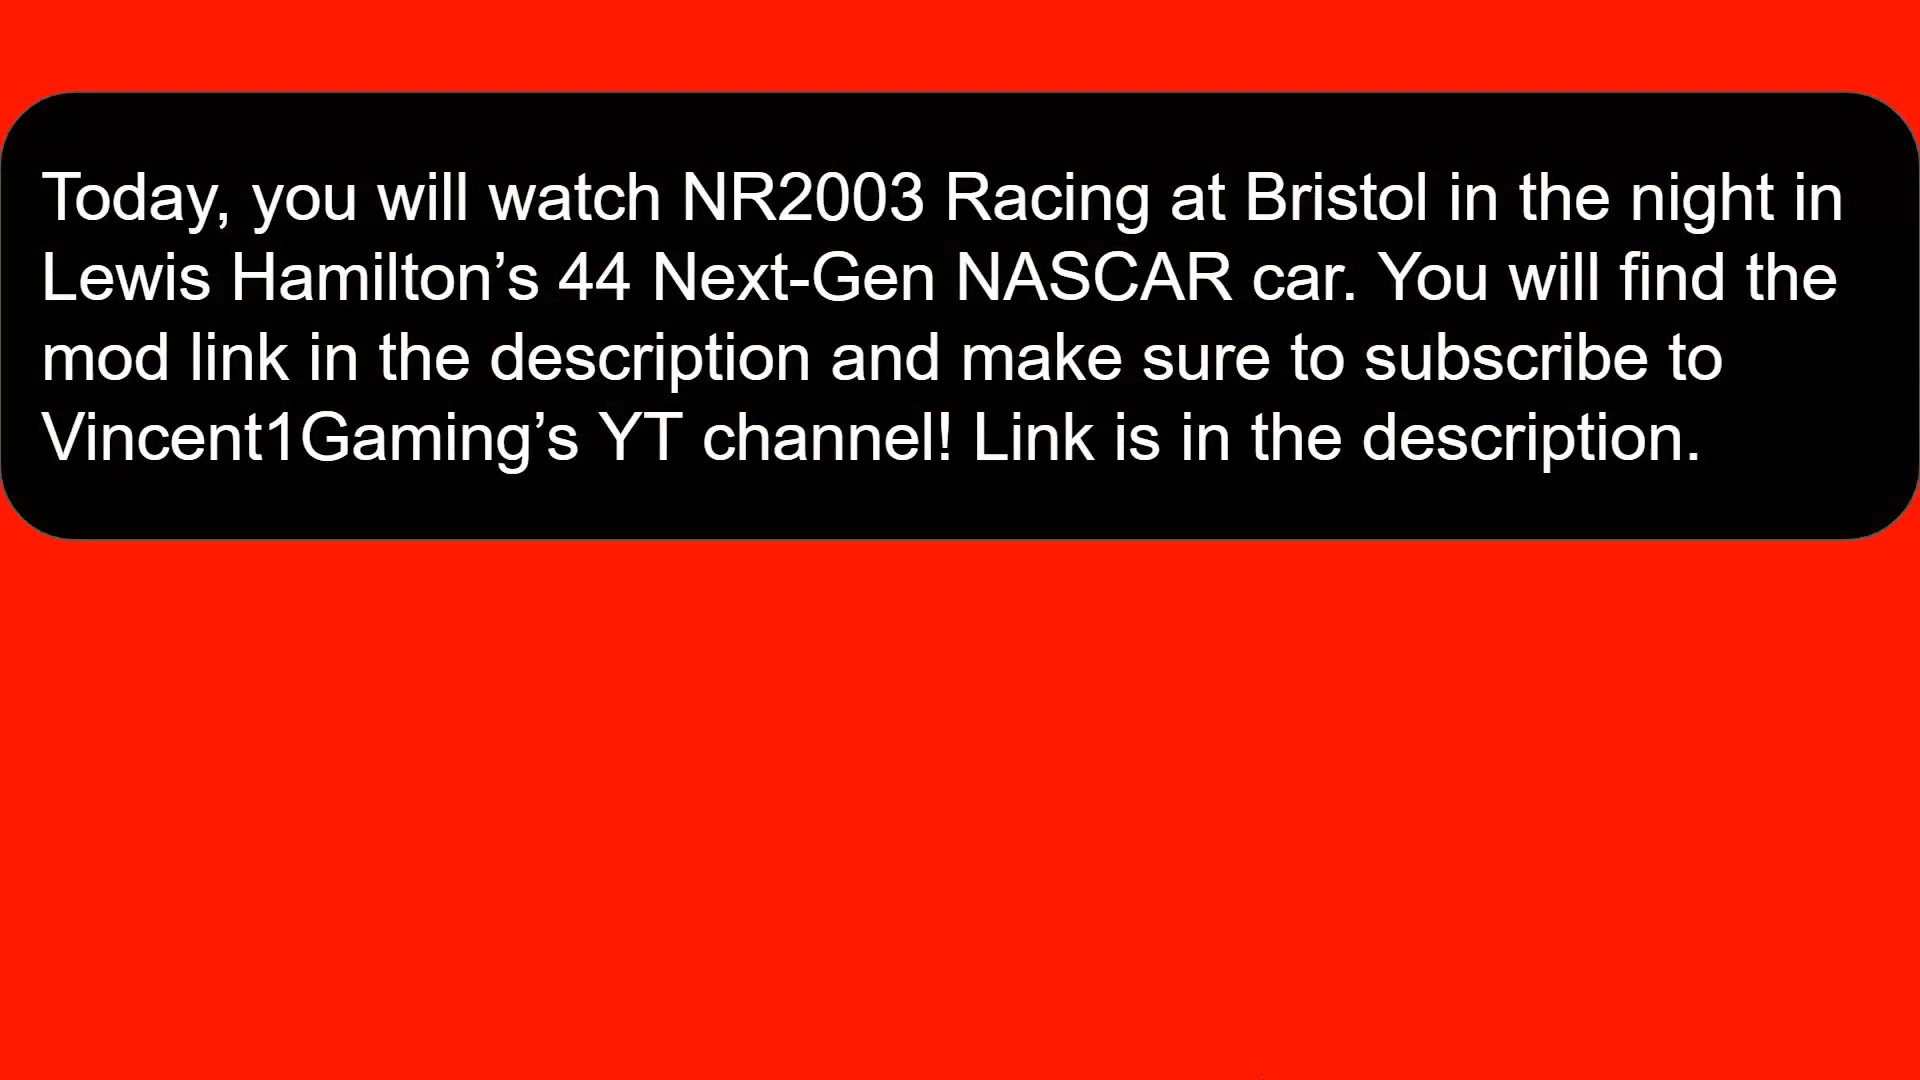 Today, you will watch NR2003 Racing at Bristol in the night in
Lewis Hamilton’s 44 Next-Gen NASCAR car. You will find the
mod link in the description and make sure to subscribe to
Vincent1Gaming’s YT channel! Link is in the description.